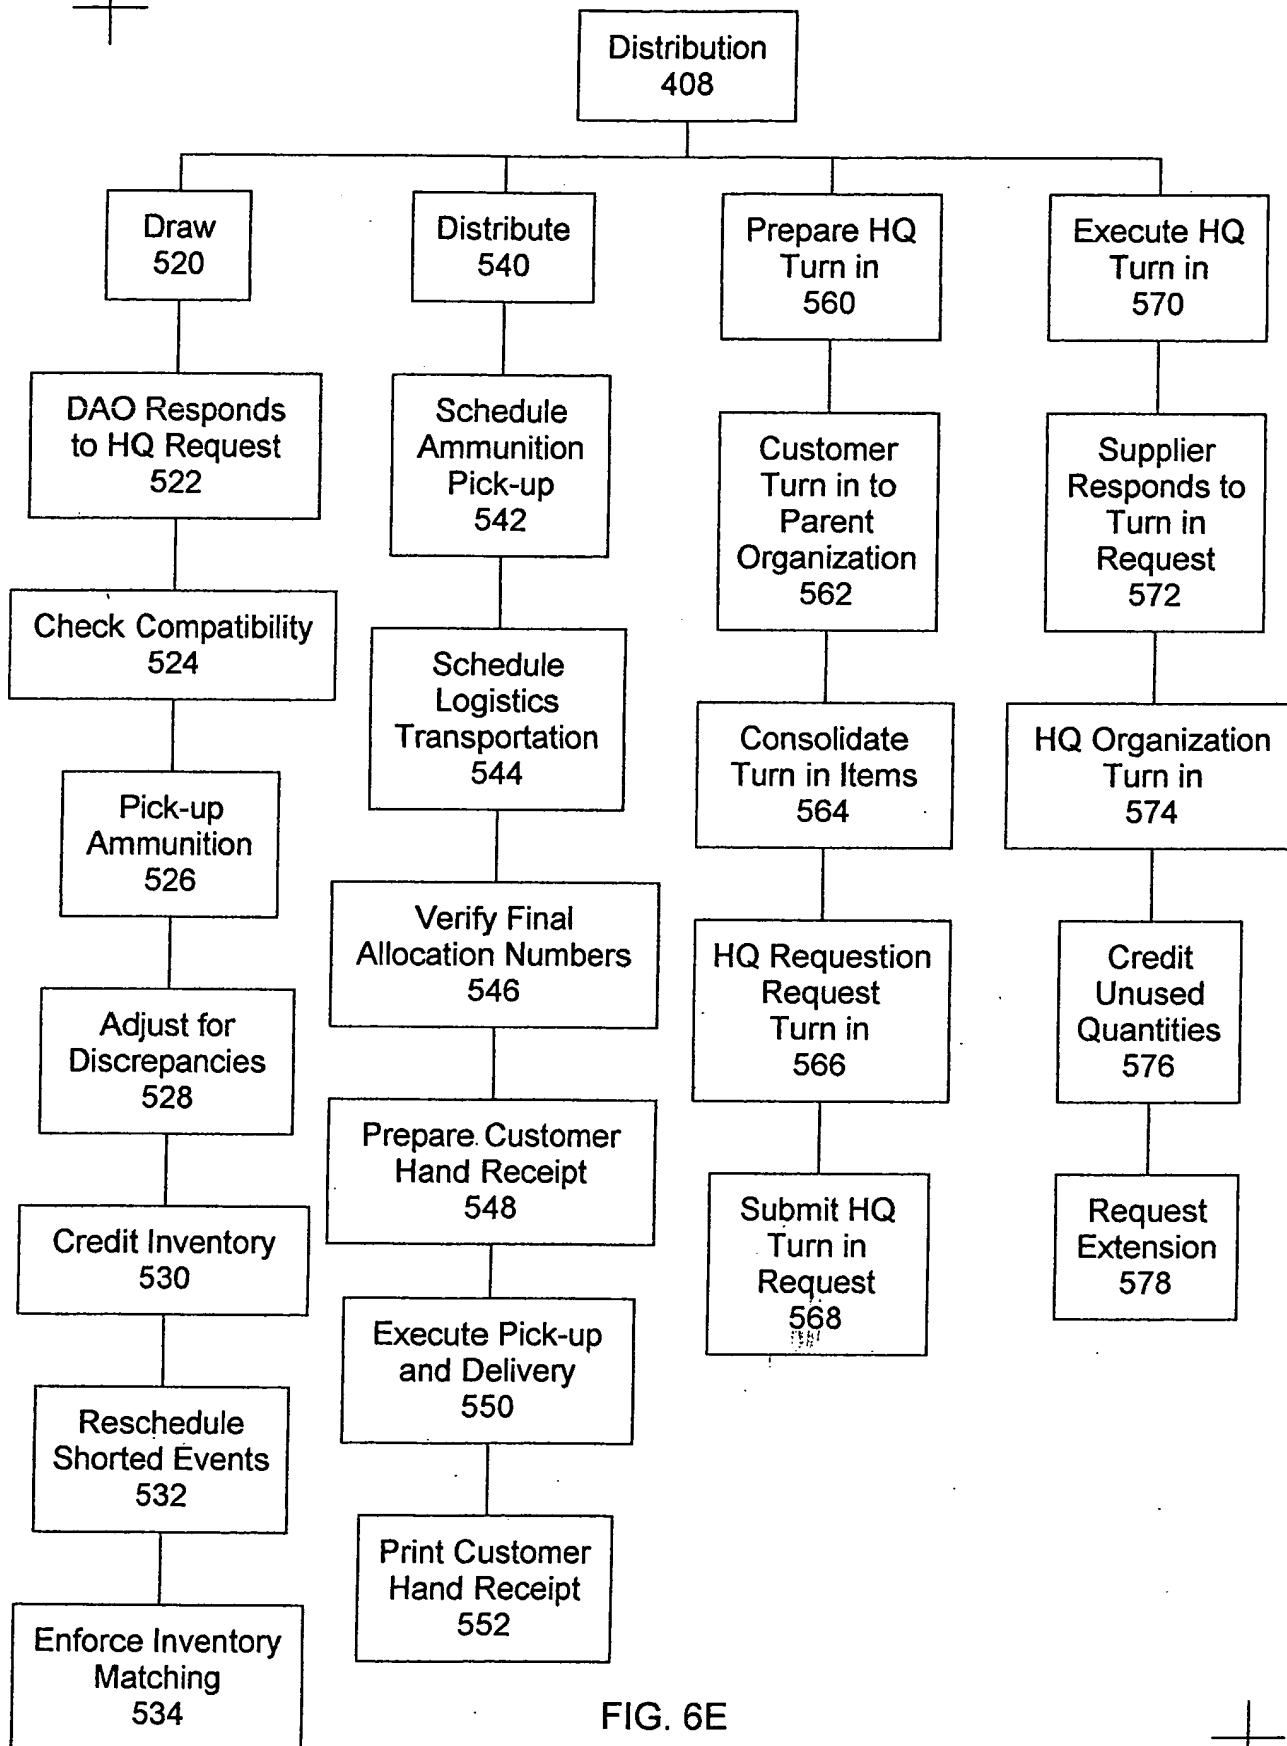 Distribution
408
Draw
520
Distribute
540
Prepare HQ
Turn in
560
Execute HQ
Turn in
570
DAO Responds
to HQ Request
522
Schedule
Ammunition
Pick-up
542
Customer
Turn in to
Parent
Organization
562
Supplier
Responds to
Turn in
Request
572
Check Compatibility
524
Schedule
Logistics
Transportation
544
Consolidate
Turn in Items
564
HQ Organization
Turn in
574
Pick-up
Ammunition
526
Verify Final
Allocation Numbers
546
HQ Requestion
Request
Turn in
566
Credit
Unused
Quantities
576
Adjust for
Discrepancies
528
Prepare Customer
Hand Receipt
548
Submit HQ
Turn in
Request
568
Request
Extension
578
Credit Inventory
530
Execute Pick-up
and Delivery
550
Reschedule
Shorted Events
532
Print Customer
Hand Receipt
552
Enforce Inventory
Matching
534
FIG. 6E